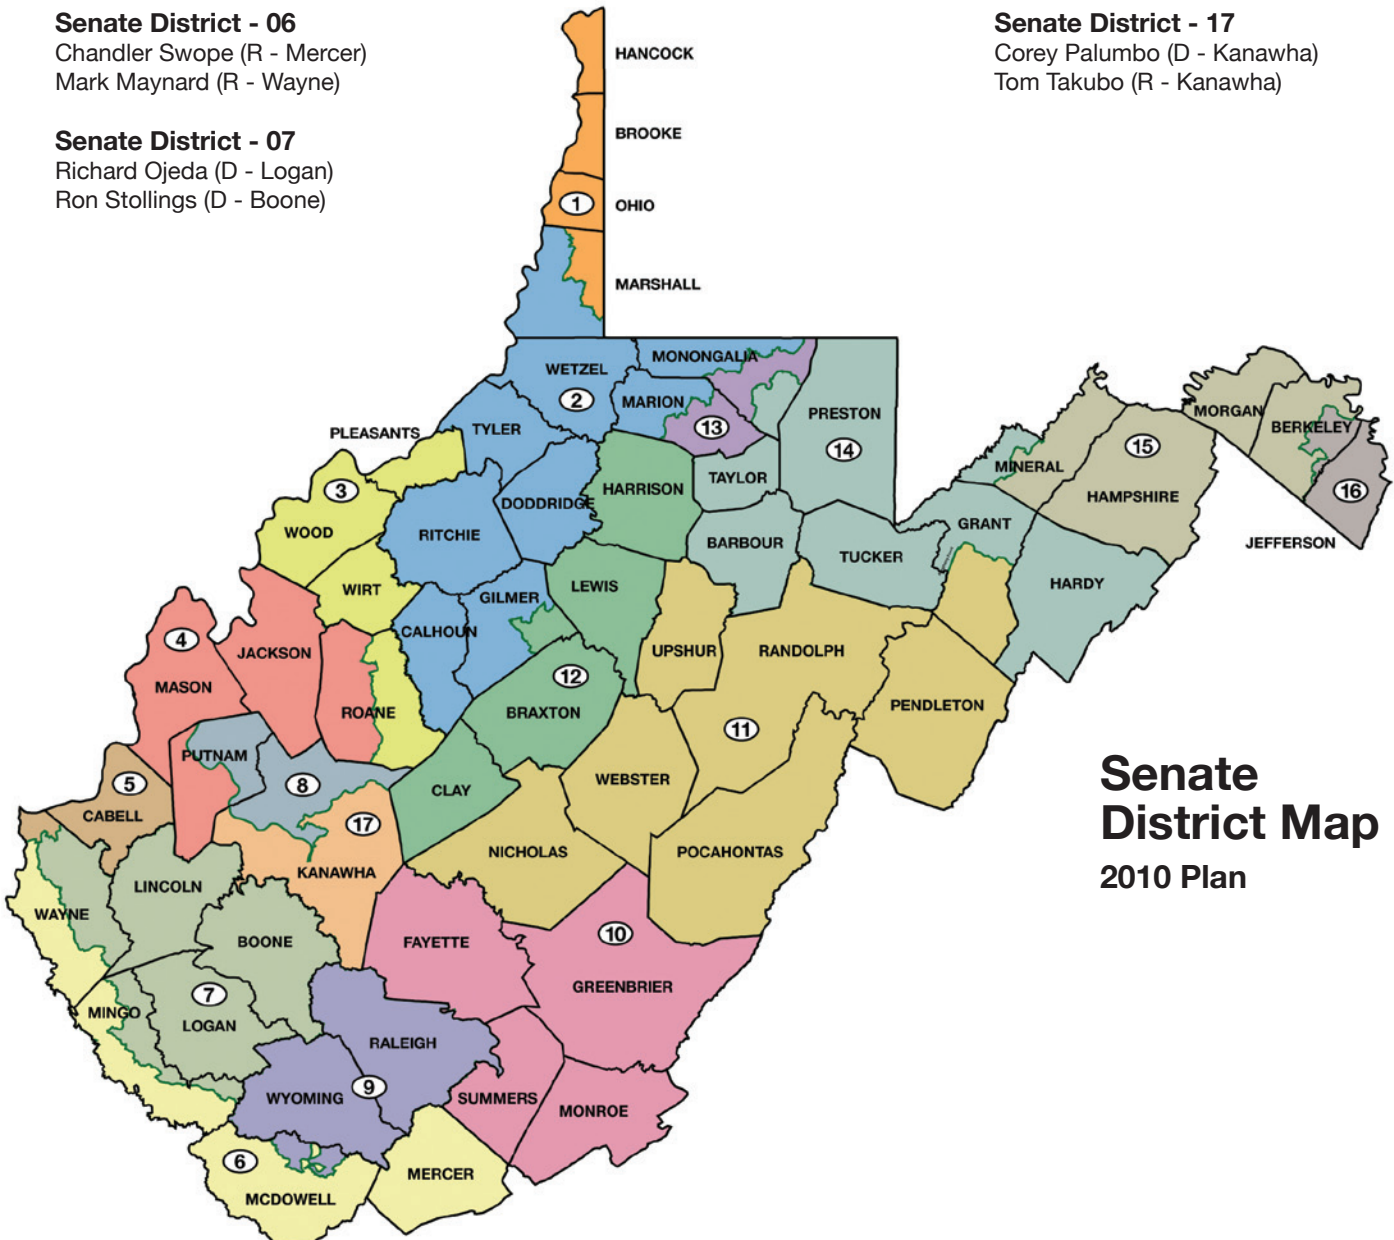 Senate District - 06
Chandler Swope (R - Mercer)
Mark Maynard (R - Wayne)
Senate District - 07
Richard Ojeda (D - Logan)
Ron Stollings (D - Boone)
Senate District - 17
Corey Palumbo (D - Kanawha)
Tom Takubo (R - Kanawha)
HANCOCK
BROOKE
1
OHIO
MARSHALL
WETZEL
MONONGALIA
2
MARION
PRESTON
MORGAN
PLEASANTS
TYLER
13
BERKELEY
14
15
MINERAL
3
TAYLOR
HARRISON
DODDRIDGE
HAMPSHIRE
16
WOOD
RITCHIE
GRANT
BARBOUR
TUCKER
JEFFERSON
WIRT
LEWIS
HARDY
GILMER
CALHOUN
4
JACKSON
UPSHUR
RANDOLPH
MASON
12
PENDLETON
ROANE
BRAXTON
11
PUTNAM
Senate
District Map
2010 Plan
5
8
WEBSTER
CLAY
CABELL
17
NICHOLAS
POCAHONTAS
KANAWHA
LINCOLN
WAYNE
10
BOONE
FAYETTE
GREENBRIER
7
MINGO
LOGAN
RALEIGH
9
WYOMING
SUMMERS
MONROE
6
MERCER
MCDOWELL